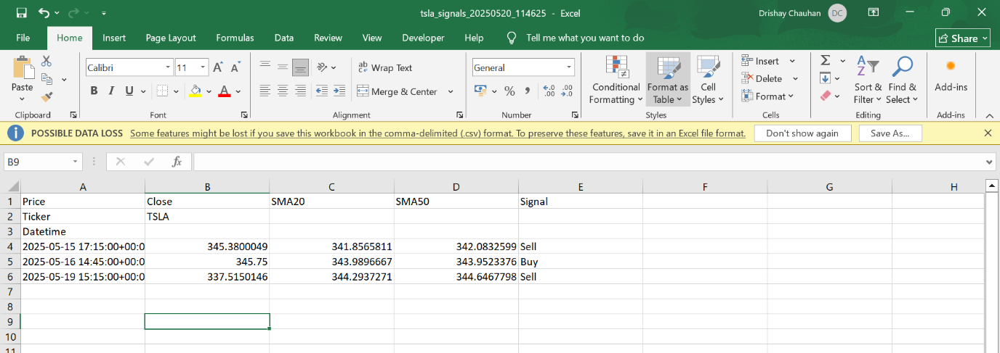 tsla_signals_20250520_114625 - Excel
Drishay Chauhan DC
File Home Insert Page Layout Formulas Data Review View Developer Help Tell me what you want to do Share
Calibri 11 A A
ab Wrap Text
General
Insert
Paste
B I U A
Merge & Center
% , .00 .0
Conditional Formatting
Format as Table
Cell Styles
Delete
Format
Σ
Sort & Filter
Find & Select
Add-ins
Clipboard Font Alignment Number Styles Cells Editing Add-ins
POSSIBLE DATA LOSS Some features might be lost if you save this workbook in the comma-delimited (.csv) format. To preserve these features, save it in an Excel file format. Don't show again Save As...
B9 fx
A B C D E F G H
1 Price Close SMA20 SMA50 Signal
2 Ticker TSLA
3 Datetime
4 2025-05-15 17:15:00+00:0 345.3800049 341.8565811 342.0832599 Sell
5 2025-05-16 14:45:00+00:0 345.75 343.9896667 343.9523376 Buy
6 2025-05-19 15:15:00+00:0 337.5150146 344.2937271 344.6467798 Sell
7
8
9
10
11